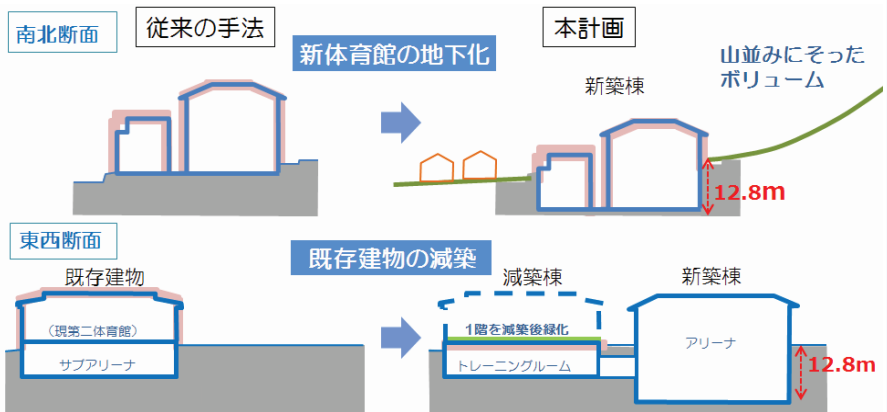 南北断面
従来の手法
本計画
新体育館の地下化
山並みにそった
ボリューム
新築棟
12.8m
東西断面
既存建物の減築
既存建物
減築棟
新築棟
（現第二体育館）
1階を減築後緑化
アリーナ
サブアリーナ
トレーニングルーム
12.8m